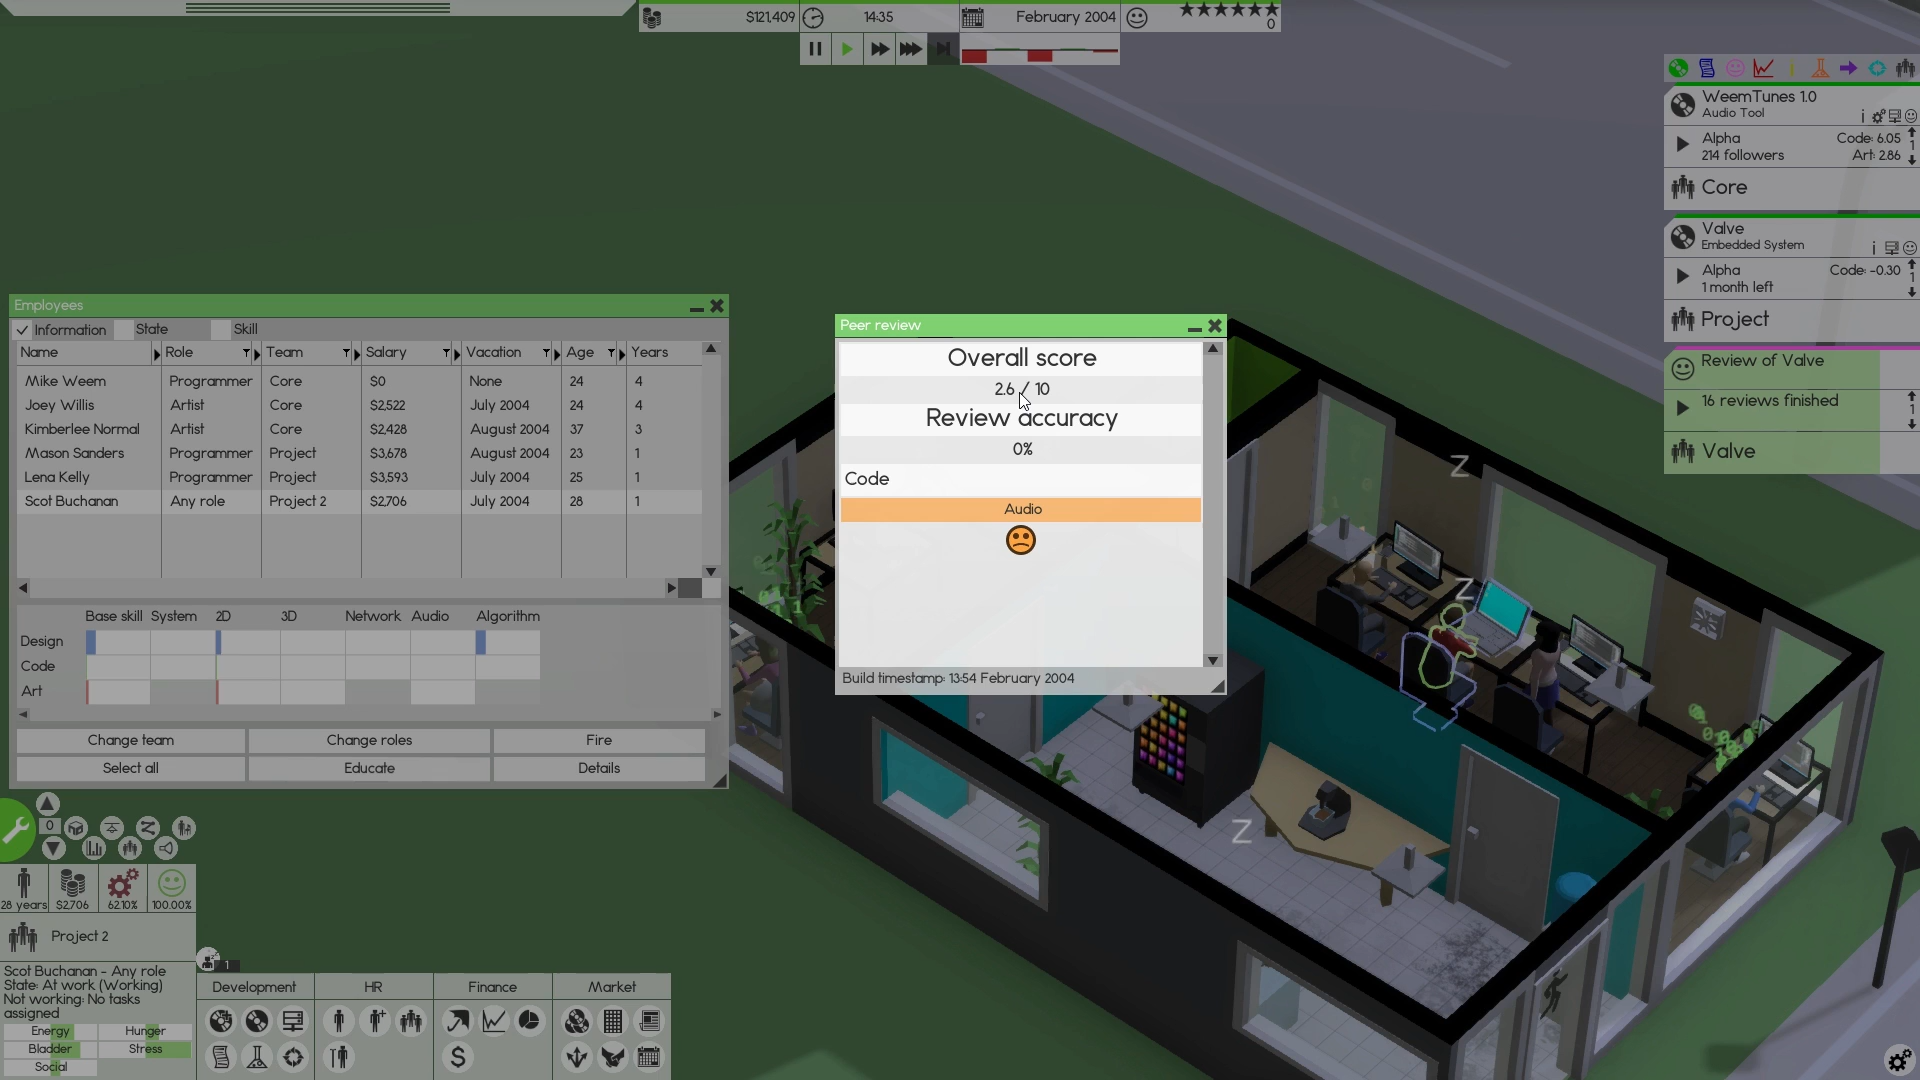 $121,409
14:35
February 2004
0
WeemTunes 1.0
Audio Tool
Alpha
Code: 6.05
214 followers
Art: 2.86
1
Core
Valve
Embedded System
Alpha
Code: -0.30
1 month left
1
Project
Review of Valve
16 reviews finished
1
Valve
Employees
Information State Skill
Name Role Team Salary Vacation Age Years
Mike Weem Programmer Core $0 None 24 4
Joey Willis Artist Core $2,522 July 2004 24 4
Kimberlee Normal Artist Core $2,428 August 2004 37 3
Mason Sanders Programmer Project $3,678 August 2004 23 1
Lena Kelly Programmer Project $3,593 July 2004 25 1
Scot Buchanan Any role Project 2 $2,706 July 2004 28 1
Base skill System 2D 3D Network Audio Algorithm
Design
Code
Art
Change team Change roles Fire
Select all Educate Details
Peer review
Overall score
2.6 / 10
Review accuracy
0%
Code
Audio
Build timestamp: 13:54 February 2004
Z
Z
Z
0
28 years $2,706 62.10% 100.00%
Project 2
1
Scot Buchanan - Any role
State: At work (Working)
Not working: No tasks
assigned
Energy Hunger
Bladder Stress
Social
Development HR Finance Market